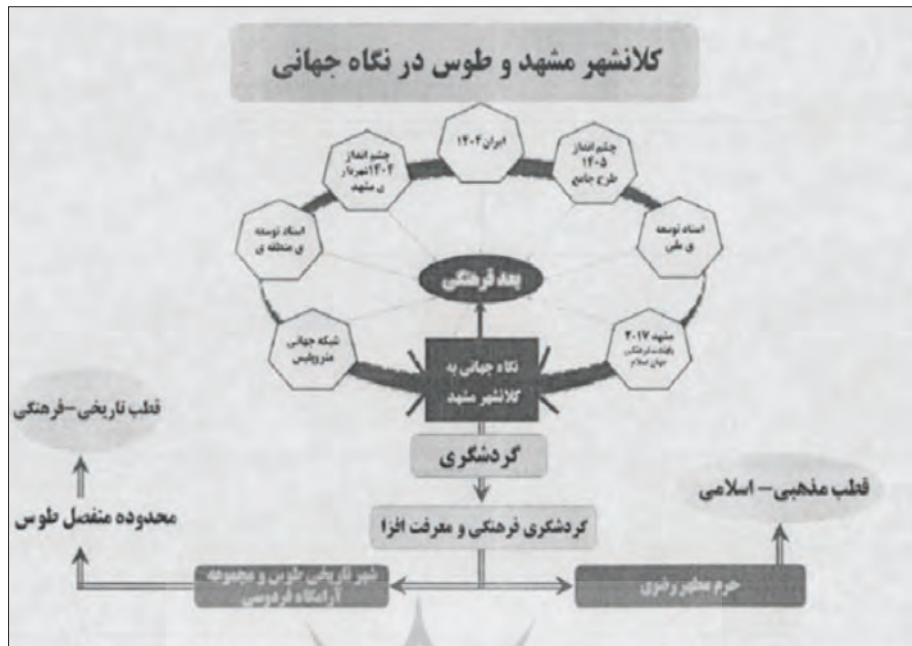 کلانشهر مشهد و طوس در نگاه جهانی
ایران ۱۴۰۴
چشم انداز
۱۴۰۵
طرح جامع
چشم انداز
۱۴۰۴شهردار
ی مشهد
اسناد توسعه
ی ملی
اسناد توسعه
ی منطقه ی
بعد فرهنگی
مشهد ۲۰۱۷
جهان اسلام
شبکه جهانی
متروپلیس
نگاه جهانی به
کلانشهر مشهد
قطب تاریخی-فرهنگی
گردشگری
قطب مذهبی- اسلامی
محدوده منفصل طوس
گردشگری فرهنگی و معرفت افزا
شهر تاریخی طوس و مجموعه
آرامگاه فردوسی
حرم مطهر رضوی